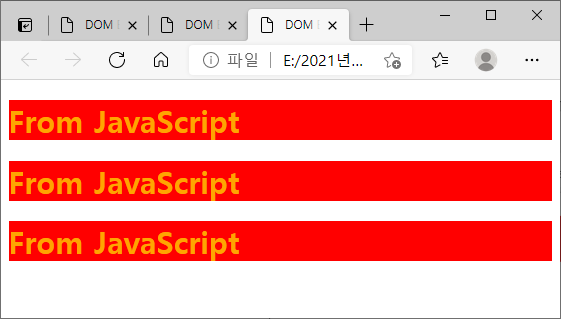 DOM
DOM
DOM
파일
E:/2021년...
From JavaScript
From JavaScript
From JavaScript